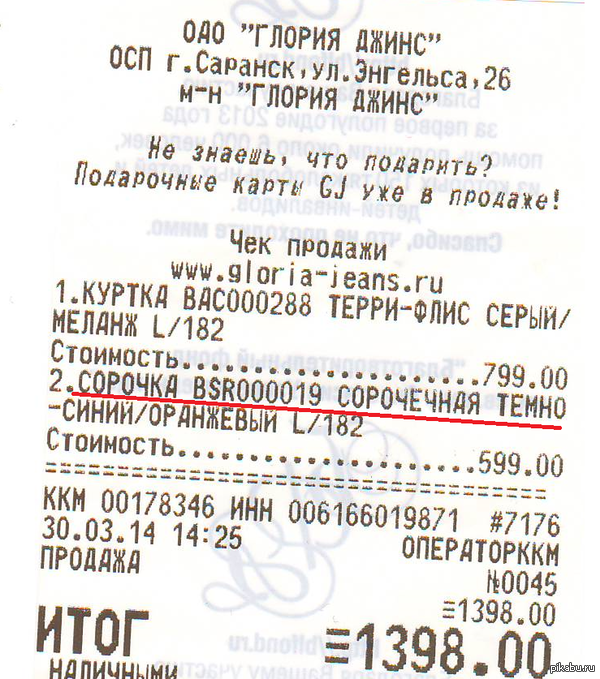 ОАО "ГЛОРИЯ ДЖИНС"
ОСП г.Саранск,ул.Энгельса,26
м-н "ГЛОРИЯ ДЖИНС"
Не знаешь, что подарить?
Подарочные карты GJ уже в продаже!
Чек продажи
www.gloria-jeans.ru
1.КУРТКА BAC000288 ТЕРРИ-ФЛИС СЕРЫЙ/
МЕЛАНЖ L/182
Стоимость....................799.00
2.СОРОЧКА BSR000019 СОРОЧЕЧНАЯ ТЕМНО
-СИНИЙ/ОРАНЖЕВЫЙ L/182
Стоимость....................599.00
==================================
ККМ 00178346 ИНН 006166019871 #7176
30.03.14 14:25 ОПЕРАТОРККМ
ПРОДАЖА №0045
≡1398.00
ИТОГ ≡1398.00
НАЛИЧНЫМИ
pikabu.ru